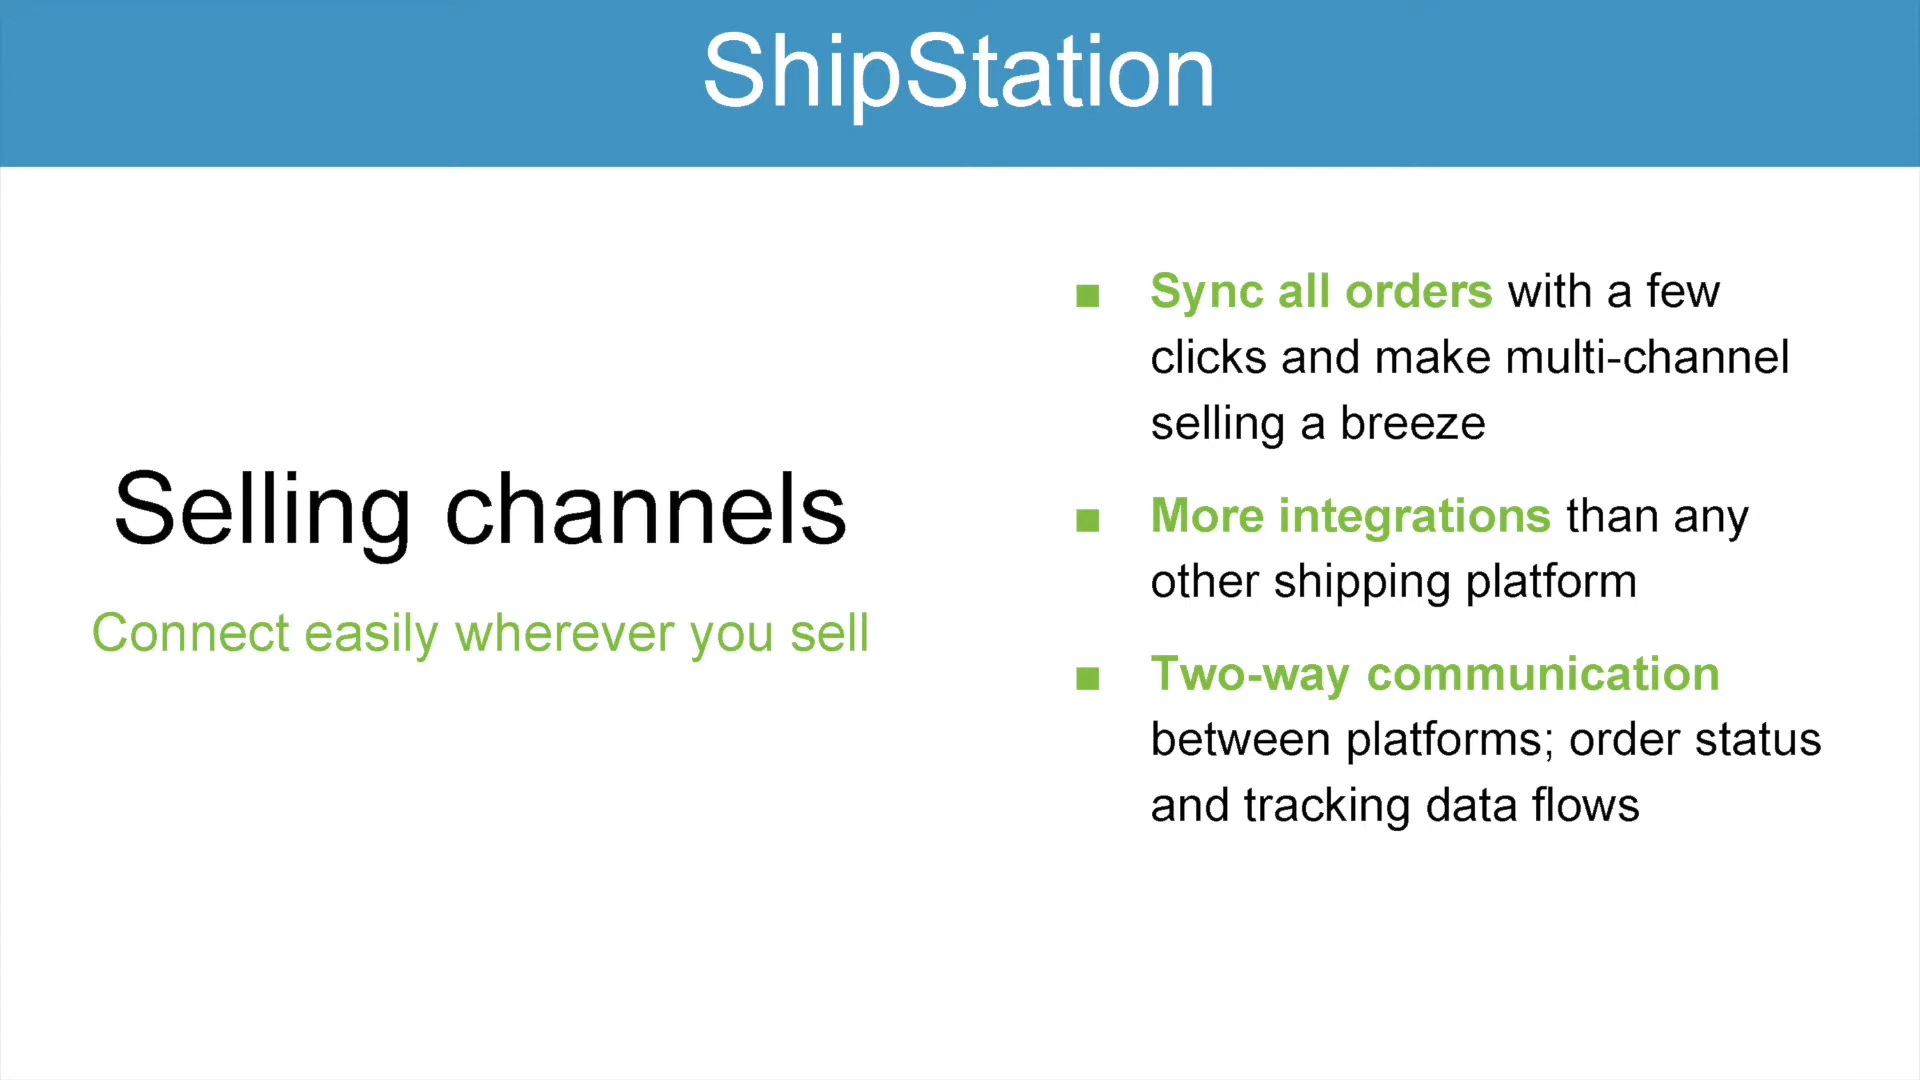 ShipStation
Selling channels
Connect easily wherever you sell
■ Sync all orders with a few
clicks and make multi-channel
selling a breeze
■ More integrations than any
other shipping platform
■ Two-way communication
between platforms; order status
and tracking data flows